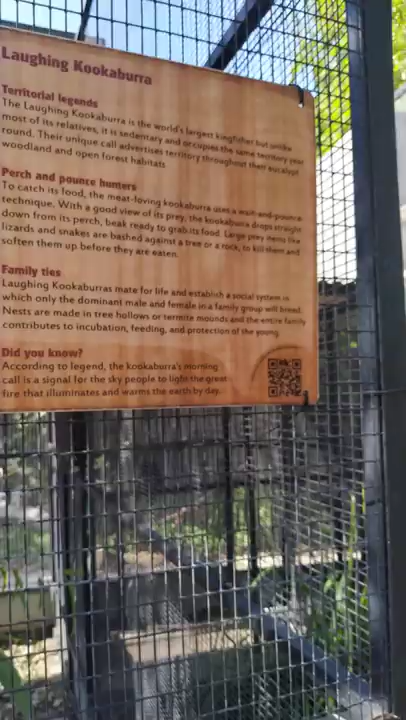 Laughing Kookaburra
Territorial legends
The Laughing Kookaburra is the world's largest kingfisher but unlike
most of its relatives, it is sedentary and occupies the same territory year
round. Their unique call advertises territory throughout their eucalypt
woodland and open forest habitats
Perch and pounce hunters
To catch its food, the meat-loving kookaburra uses a wait-and-pounce
technique. With a good view of its prey, the kookaburra drops straight
down from its perch, beak ready to grab its food. Large prey items like
lizards and snakes are bashed against a tree or a rock, to kill them and
soften them up before they are eaten.
Family ties
Laughing Kookaburras mate for life and establish a social system in
which only the dominant male and female in a family group will breed.
Nests are made in tree hollows or termite mounds and the entire family
contributes to incubation, feeding, and protection of the young.
Did you know?
According to legend, the kookaburra's morning
call is a signal for the sky people to light the great
fire that illuminates and warms the earth by day.